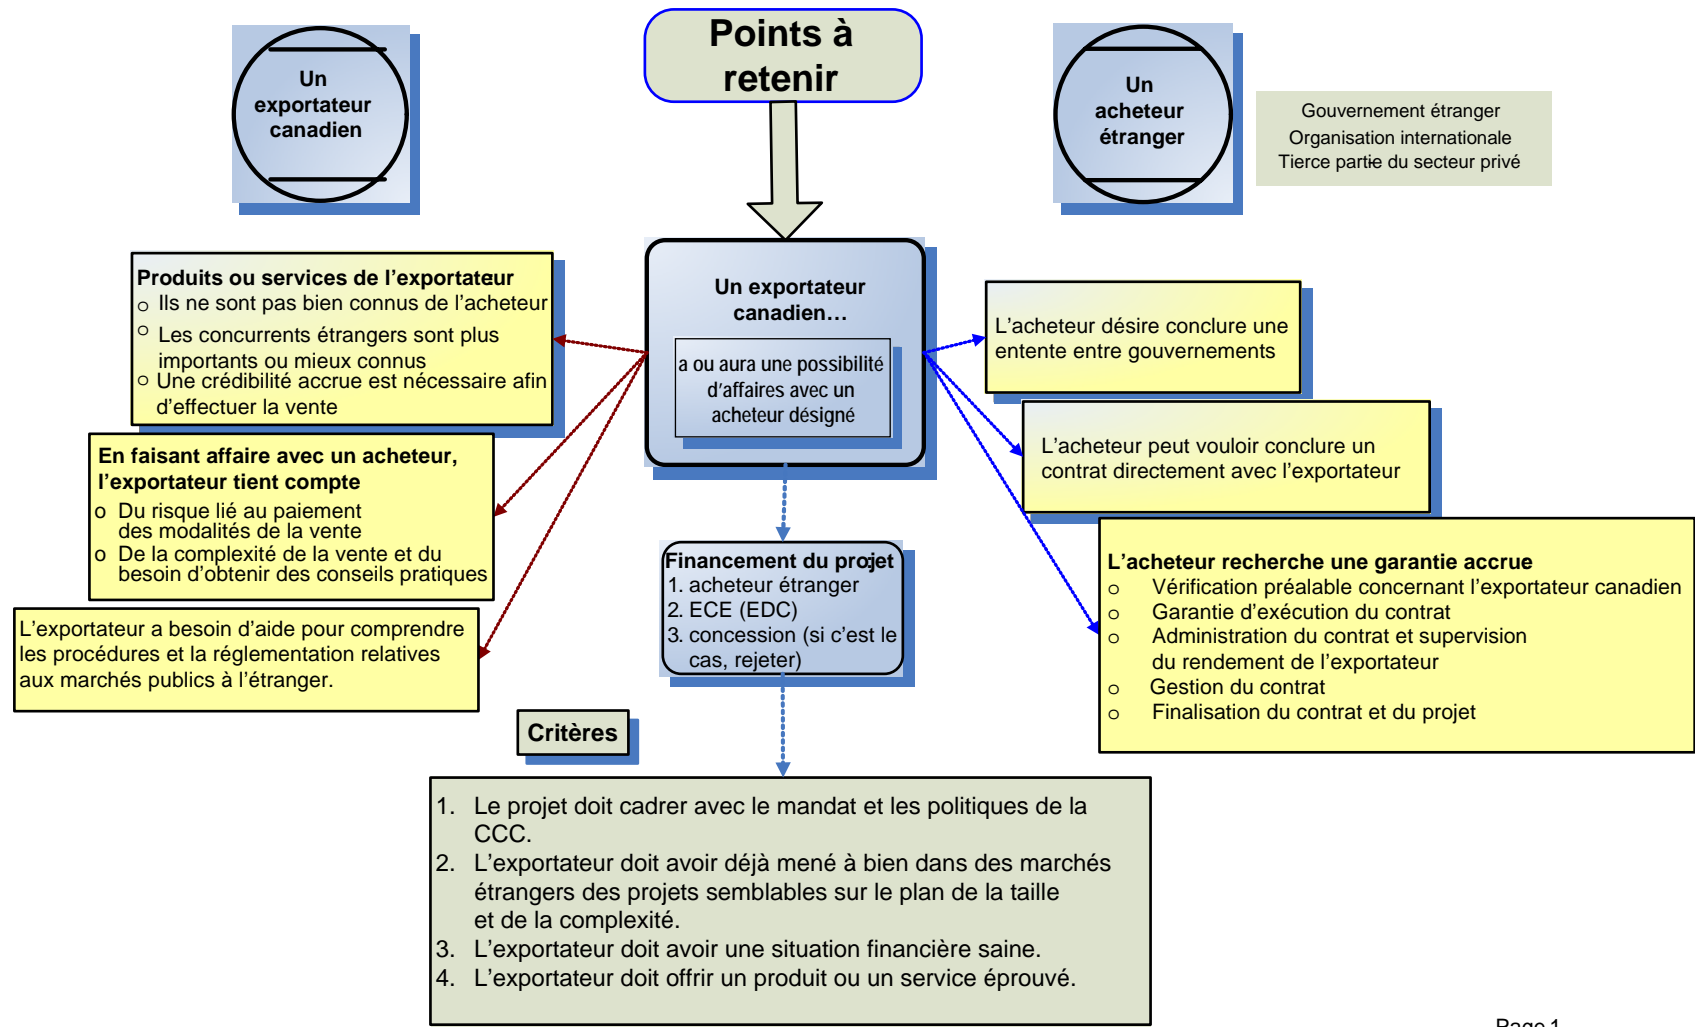 Points à
retenir
Un
exportateur
canadien
Un
acheteur
étranger
Gouvernement étranger
Organisation internationale
Tierce partie du secteur privé
Un exportateur
canadien…
a ou aura une possibilité
d'affaires avec un
acheteur désigné
Produits ou services de l'exportateur
o Ils ne sont pas bien connus de l'acheteur
o Les concurrents étrangers sont plus
importants ou mieux connus
o Une crédibilité accrue est nécessaire afin
d'effectuer la vente
En faisant affaire avec un acheteur,
l'exportateur tient compte
o Du risque lié au paiement
des modalités de la vente
o De la complexité de la vente et du
besoin d'obtenir des conseils pratiques
L'exportateur a besoin d'aide pour comprendre
les procédures et la réglementation relatives
aux marchés publics à l'étranger.
L'acheteur désire conclure une
entente entre gouvernements
L'acheteur peut vouloir conclure un
contrat directement avec l'exportateur
L'acheteur recherche une garantie accrue
o Vérification préalable concernant l'exportateur canadien
o Garantie d'exécution du contrat
o Administration du contrat et supervision
du rendement de l'exportateur
o Gestion du contrat
o Finalisation du contrat et du projet
Financement du projet
1. acheteur étranger
2. ECE (EDC)
3. concession (si c'est le
cas, rejeter)
Critères
1. Le projet doit cadrer avec le mandat et les politiques de la
CCC.
2. L'exportateur doit avoir déjà mené à bien dans des marchés
étrangers des projets semblables sur le plan de la taille
et de la complexité.
3. L'exportateur doit avoir une situation financière saine.
4. L'exportateur doit offrir un produit ou un service éprouvé.
Page 1